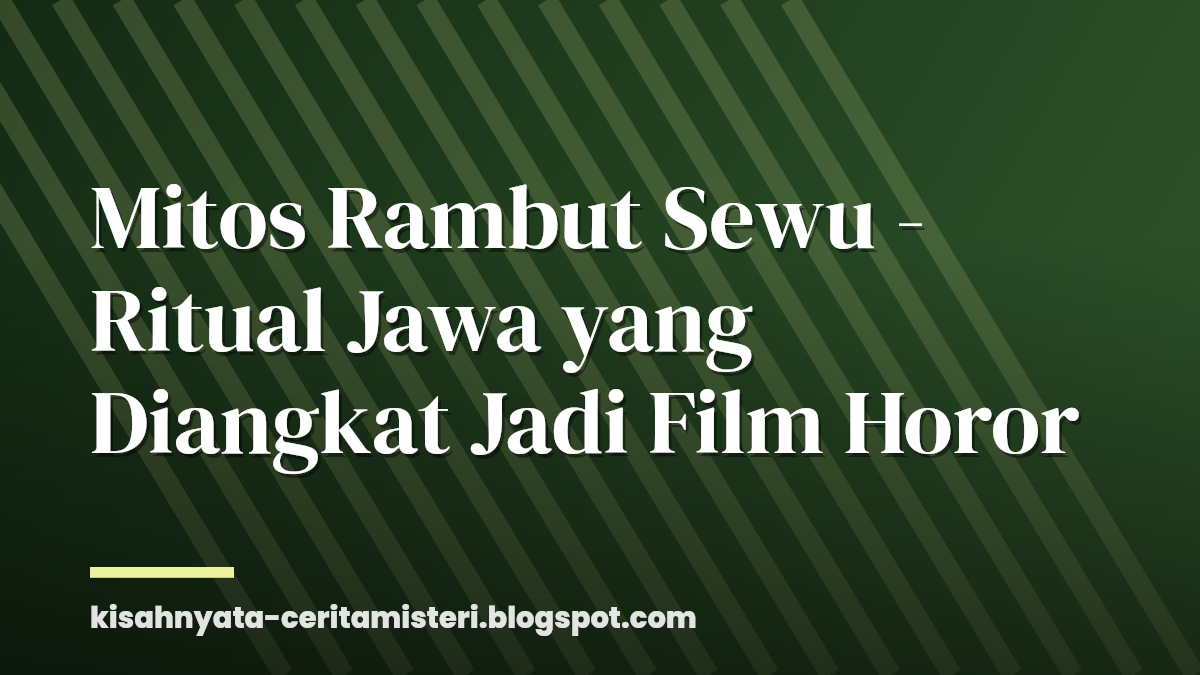 Mitos Rambut Sewu -
Ritual Jawa yang
Diangkat Jadi Film Horor
kisahnyata-ceritamisteri.blogspot.com